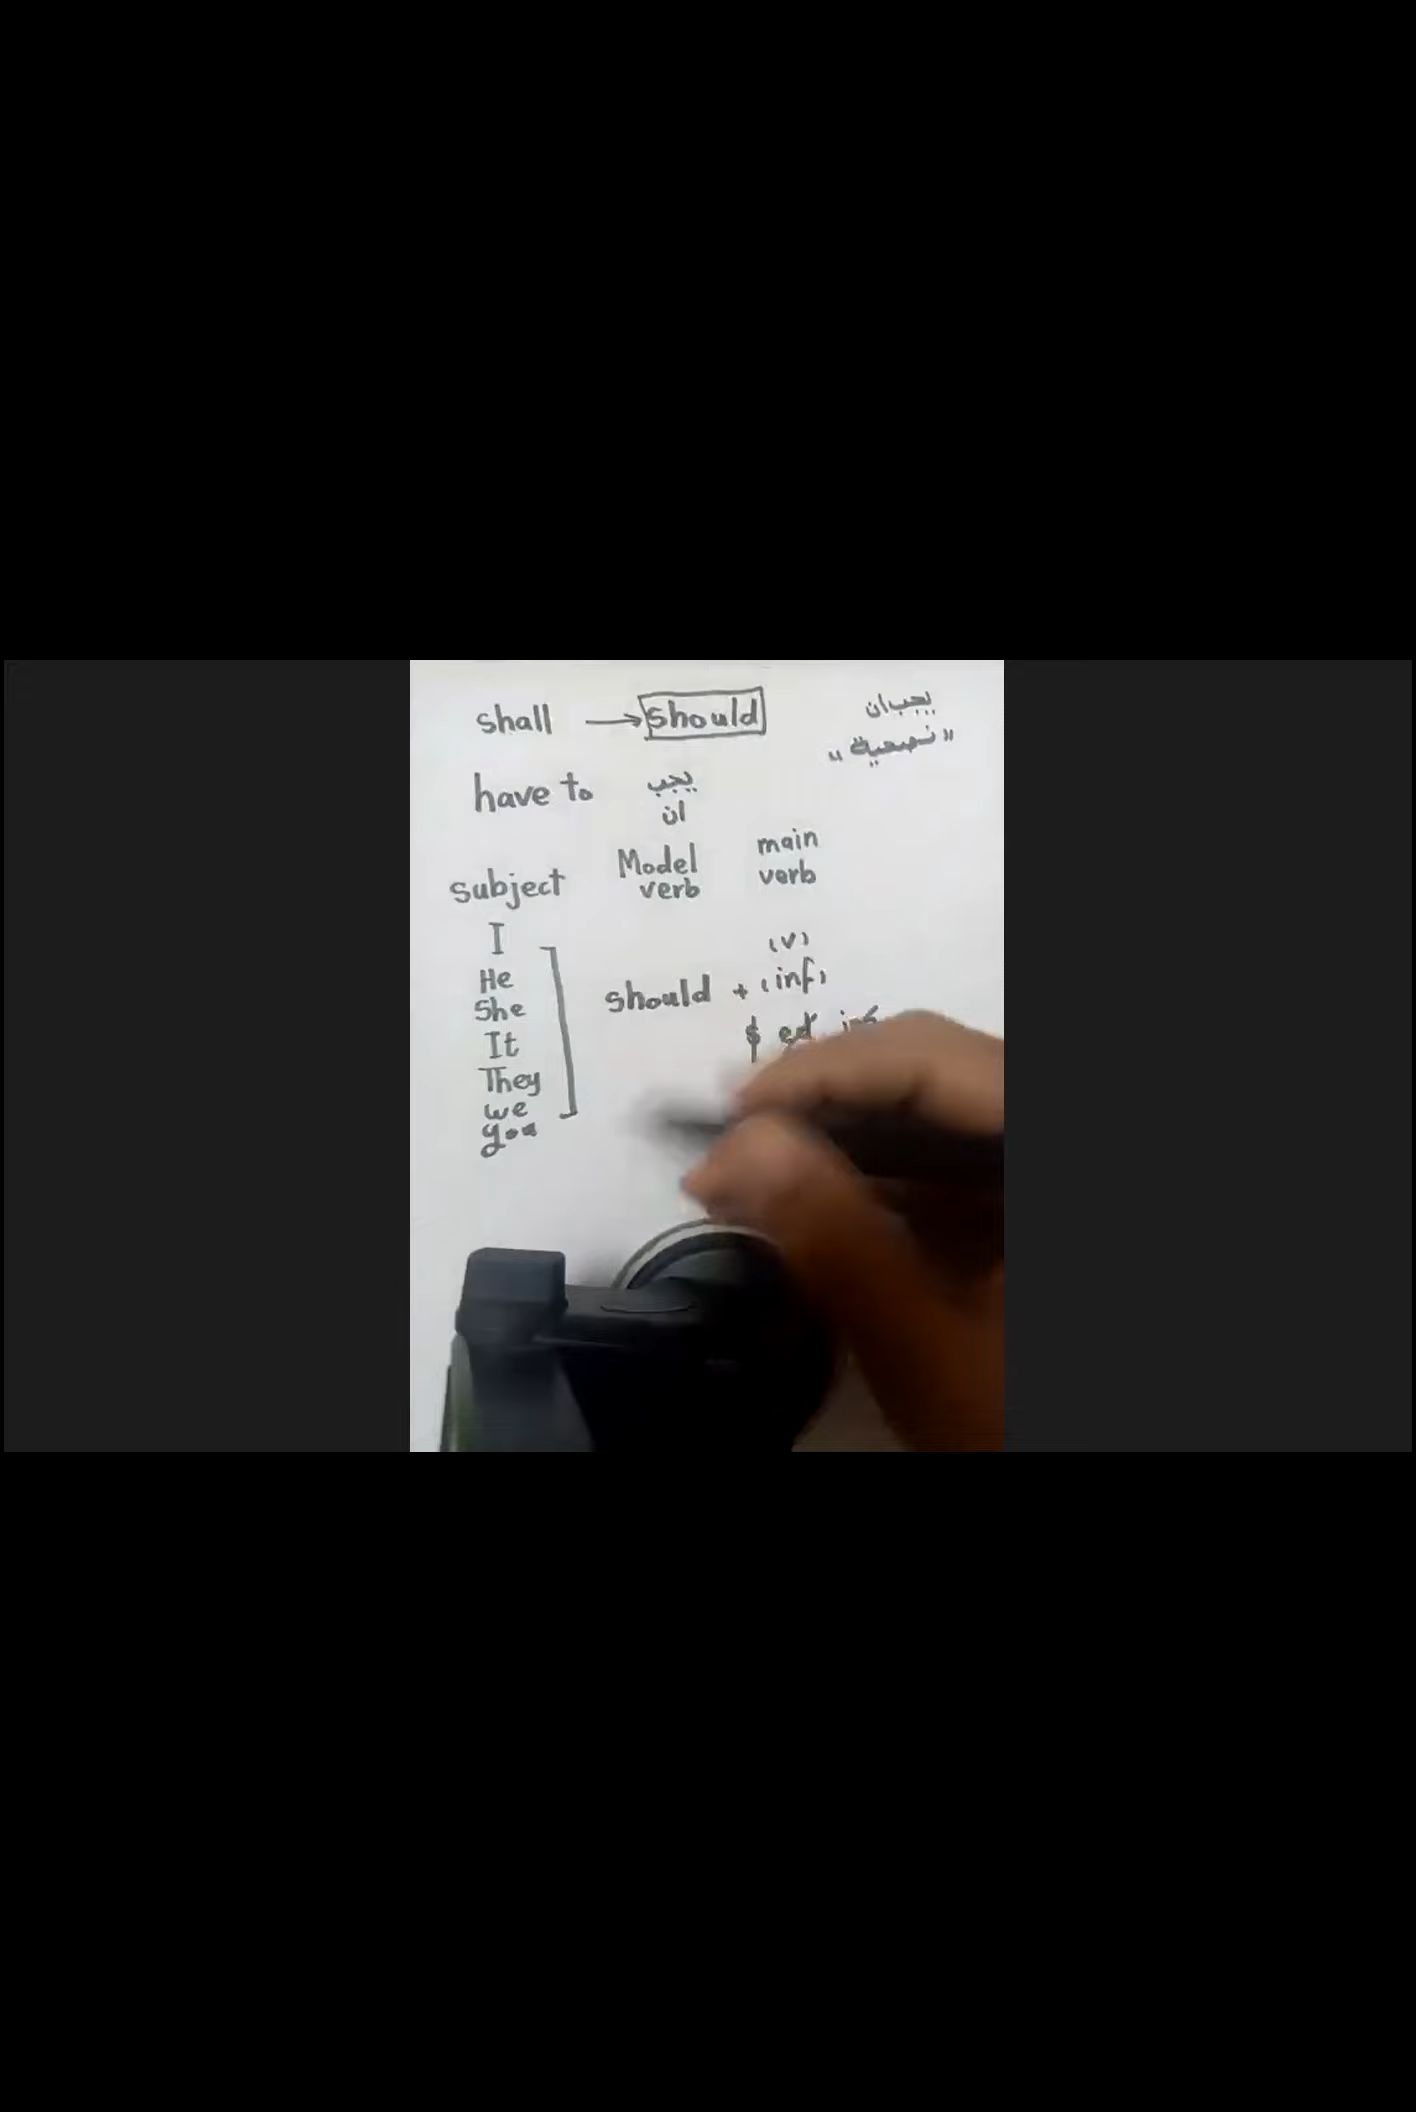 shall → should يجب ان
"نصيحة"
have to يجب
ان
subject Model verb main verb
I
He
She
It
They
we
you
should + (inf)
(v)